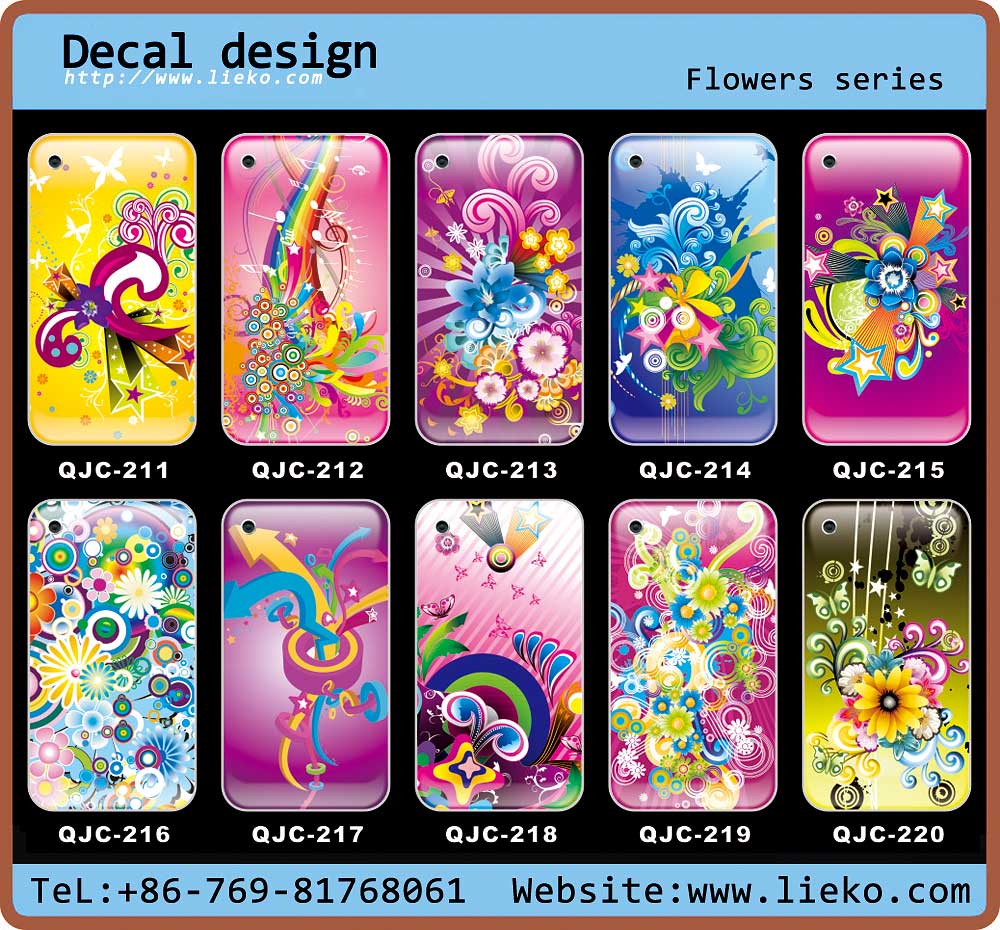 Decal design
http://www.lieko.com
Flowers series
QJC-211 QJC-212 QJC-213 QJC-214 QJC-215
QJC-216 QJC-217 QJC-218 QJC-219 QJC-220
TeL:+86-769-81768061 Website:www.lieko.com